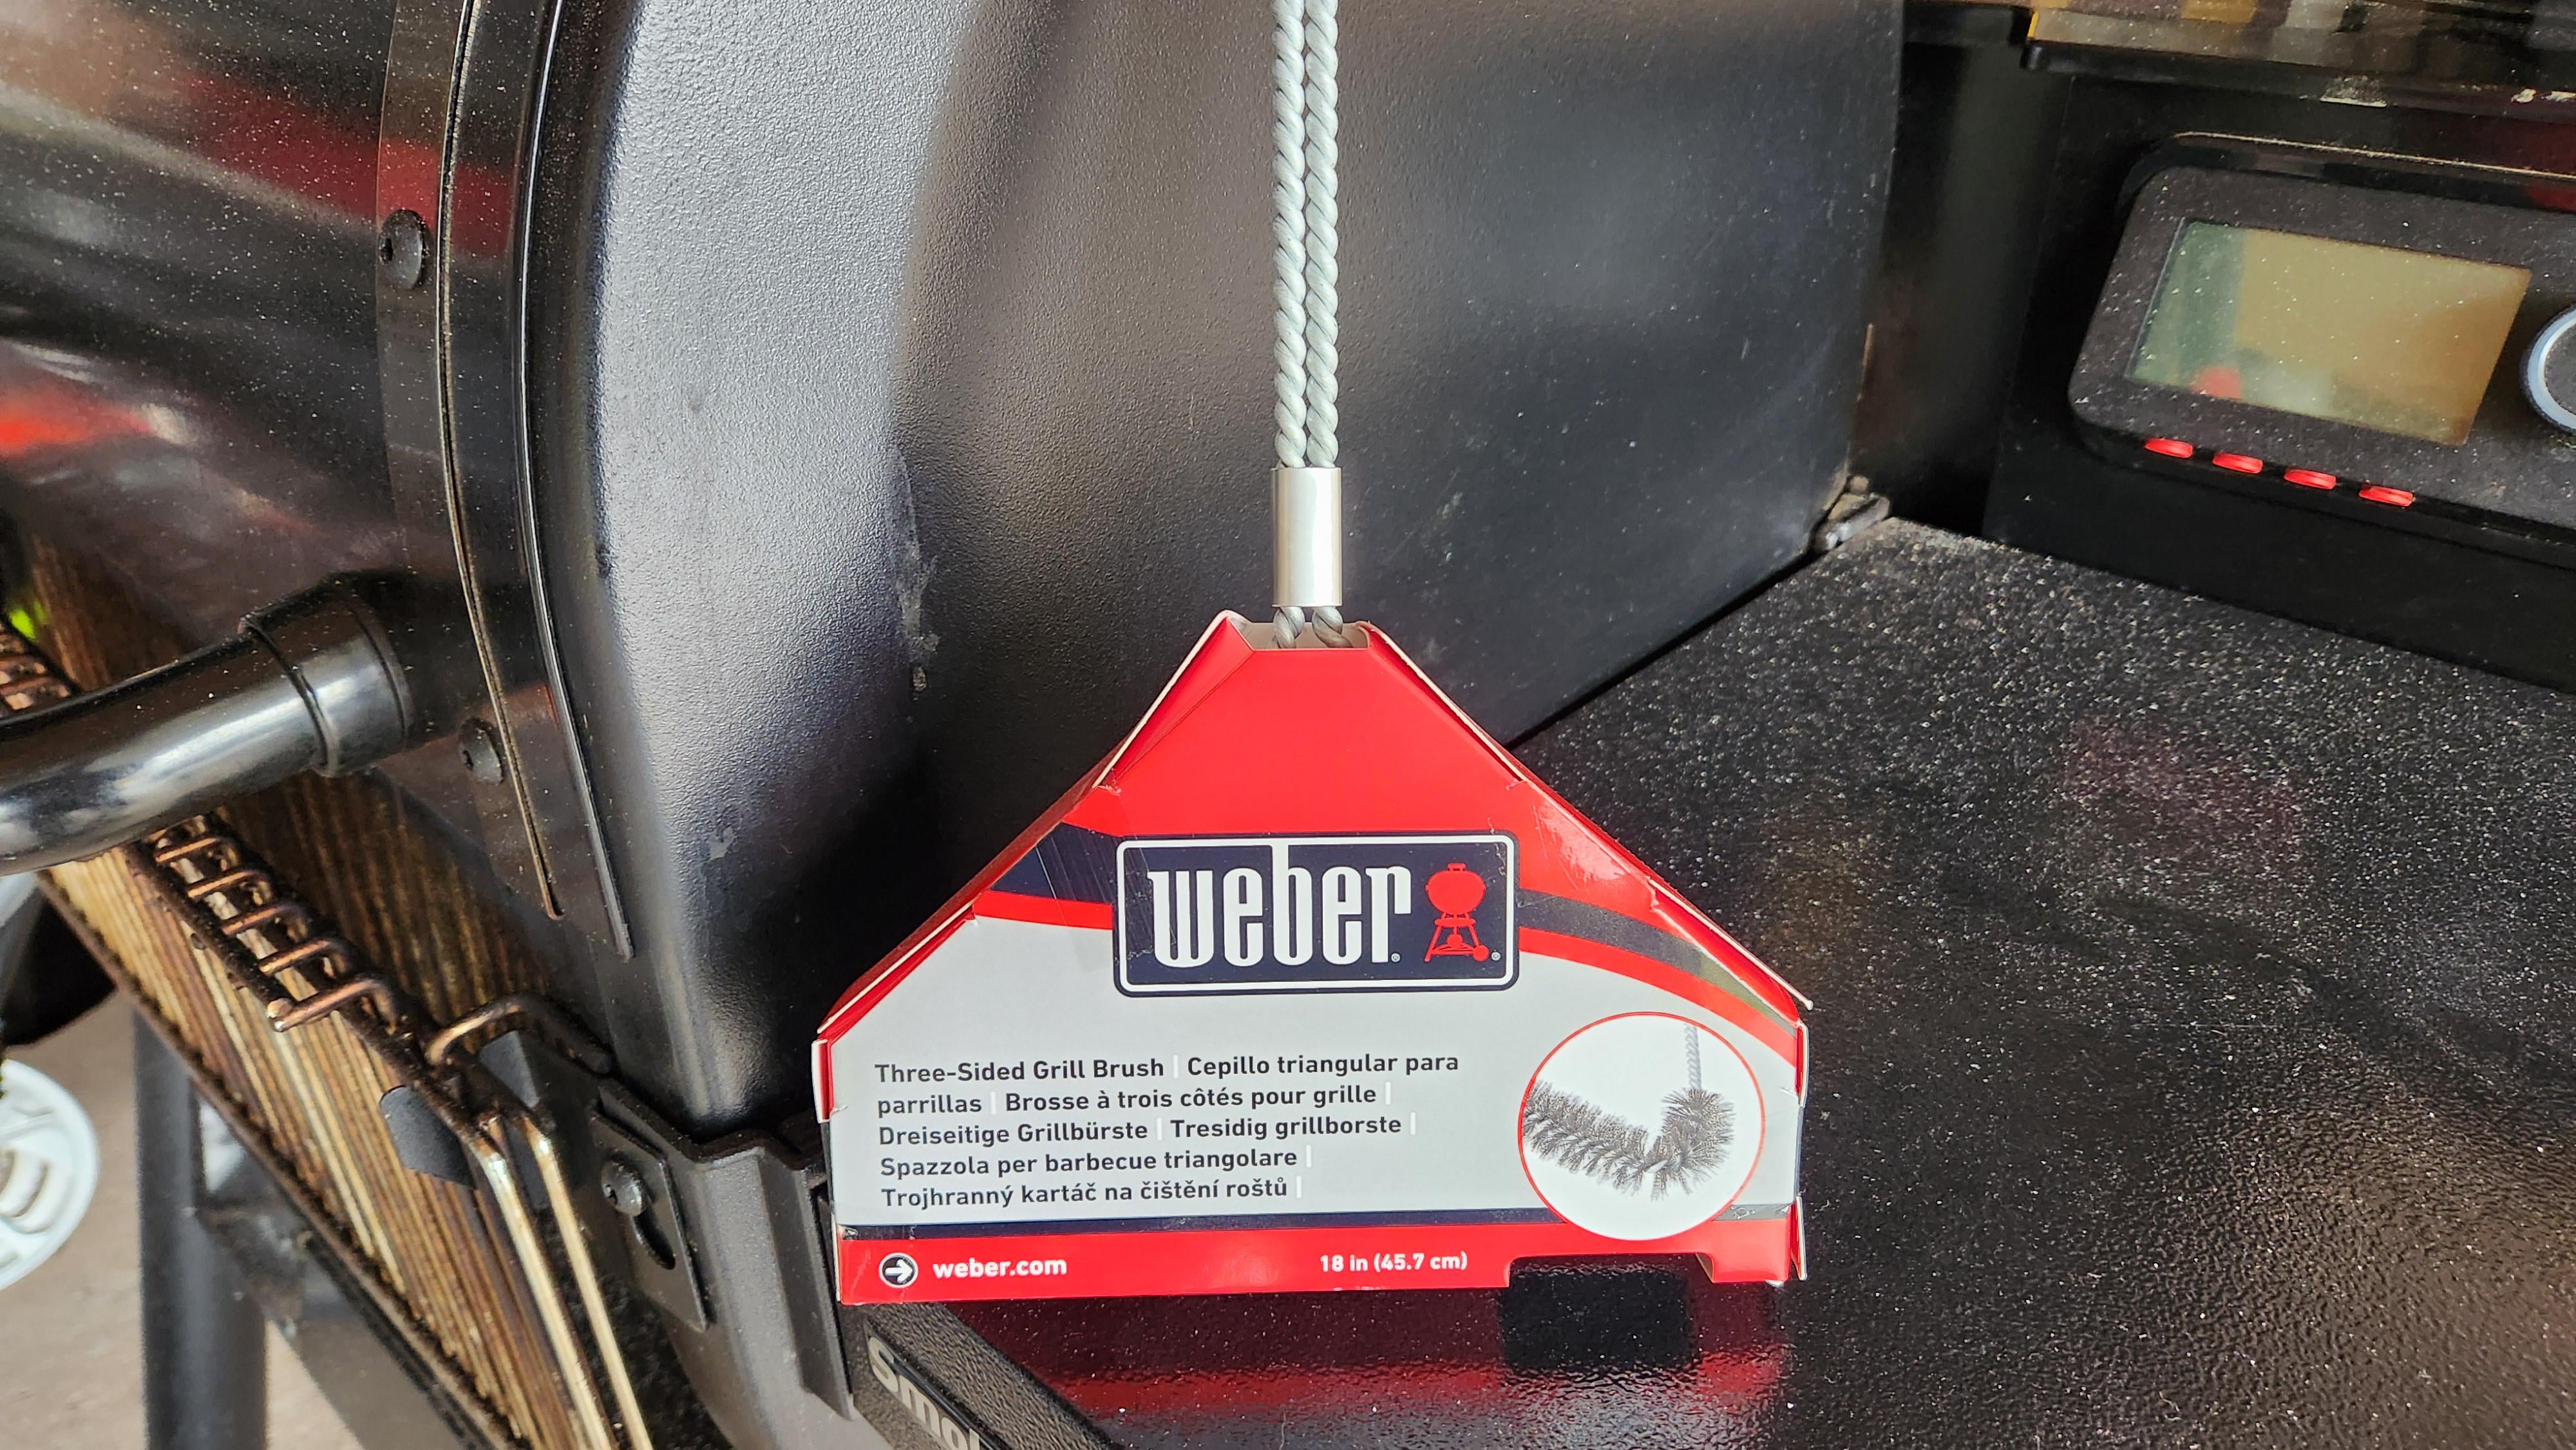 weber
Three-Sided Grill Brush | Cepillo triangular para
parrillas | Brosse à trois côtés pour grille |
Dreiseitige Grillbürste | Tresidig grillborste |
Spazzola per barbecue triangolare |
Trojhranný kartáč na čištění roštů |
weber.com
18 in (45.7 cm)